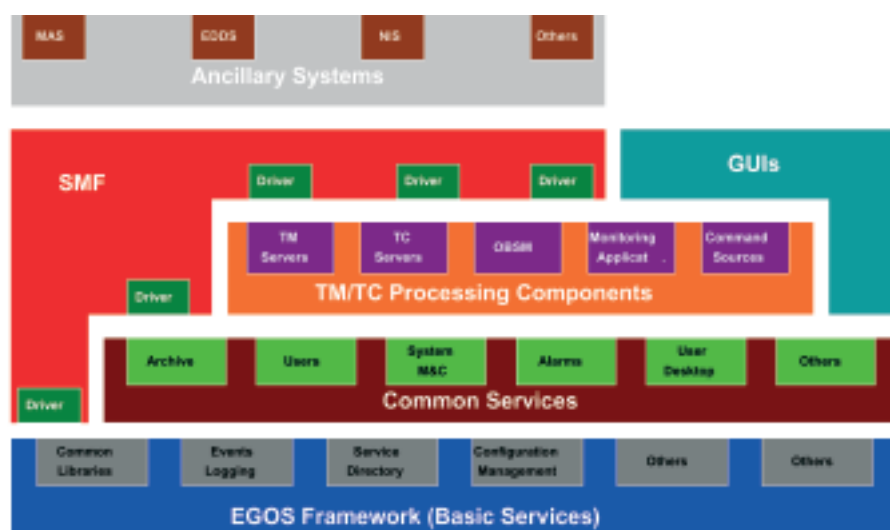 MAS EDDS NIS Others
Ancillary Systems
SMF
GUIs
Driver Driver Driver
TM Servers
TC Servers
OBSM
Monitoring Applicat .
Command Sources
TM/TC Processing Components
Driver
Archive
Users
System M&C
Alarms
User Desktop
Others
Common Services
Driver
Common Libraries
Events Logging
Service Directory
Configuration Management
Others
Others
EGOS Framework (Basic Services)